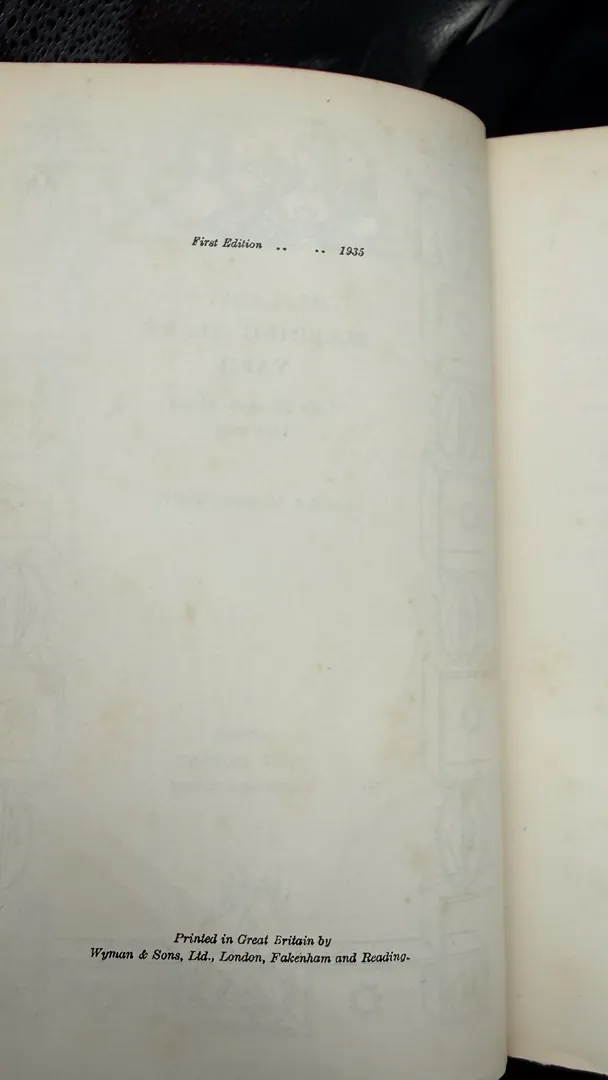 First Edition .. .. 1935
Printed in Great Britain by
Wyman & Sons, Ltd., London, Fakenham and Reading.